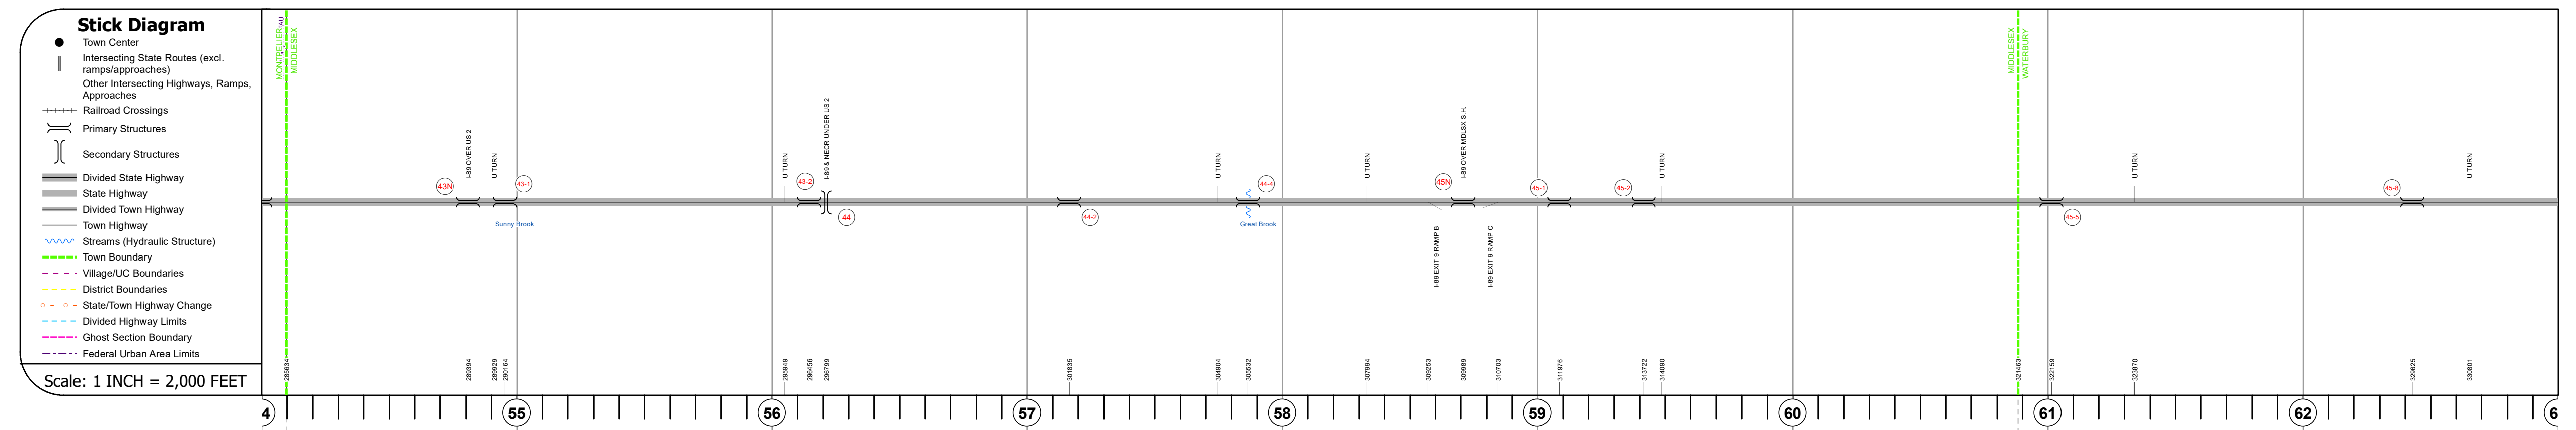 Stick Diagram
Town Center
Intersecting State Routes (excl.
ramps/approaches)
Other Intersecting Highways, Ramps,
Approaches
Railroad Crossings
Primary Structures
Secondary Structures
Divided State Highway
State Highway
Divided Town Highway
Town Highway
Streams (Hydraulic Structure)
Town Boundary
Village/UC Boundaries
District Boundaries
State/Town Highway Change
Divided Highway Limits
Ghost Section Boundary
Federal Urban Area Limits
Scale: 1 INCH = 2,000 FEET
MONTPELIER
MIDDLESEX
MIDDLESEX
WATERBURY
I-89 OVER US 2
U TURN
U TURN
I-89 & NECR UNDER US 2
U TURN
U TURN
I-89 OVER MDLSX S.H.
U TURN
U TURN
U TURN
43N
43-1
43-2
44
44-2
44-4
45N
45-1
45-2
45-5
45-8
Sunny Brook
Great Brook
I-89 EXIT 9 RAMP B
I-89 EXIT 9 RAMP C
285634
289394
289929
290164
295949
296456
296799
301835
304904
305532
307994
309253
309989
310703
311976
313722
314090
321463
322159
323870
329625
330801
4
55
56
57
58
59
60
61
62
6